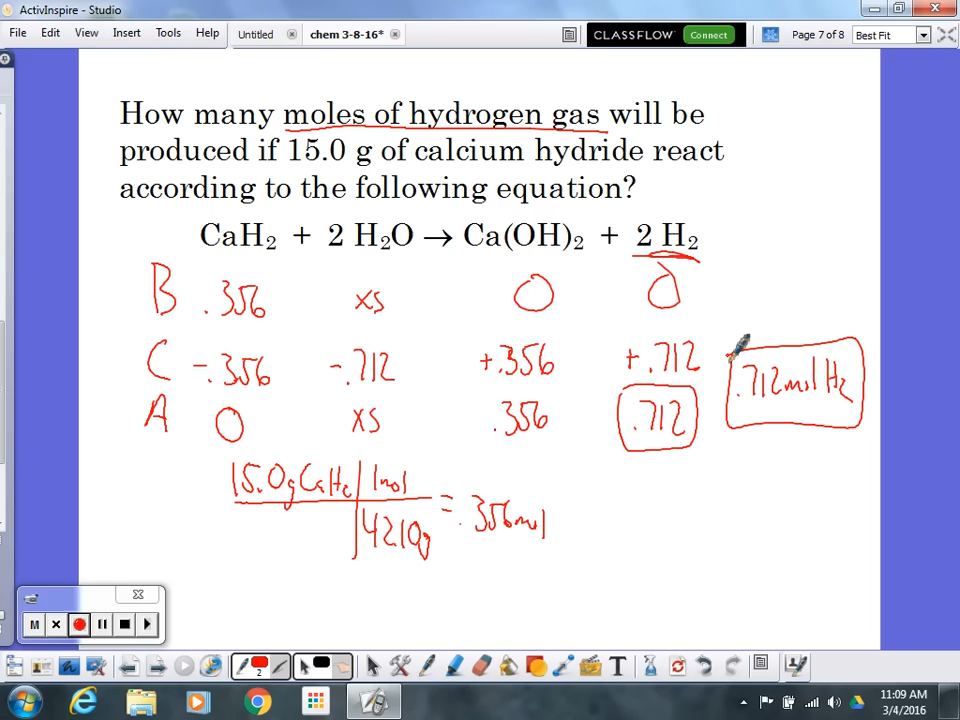 ActivInspire - Studio
File Edit View Insert Tools Help Untitled chem 3-8-16* CLASSFLOW Connect Page 7 of 8 Best Fit
How many moles of hydrogen gas will be
produced if 15.0 g of calcium hydride react
according to the following equation?
CaH₂ + 2 H₂O → Ca(OH)₂ + 2 H₂
B .356 xs 0 0
C -.356 -.712 +.356 +.712
A 0 xs .356 .712
.712 mol H₂
15.0g CaH₂ 1 mol
42.10g
= .356 mol
M
2
T
11:09 AM
3/4/2016